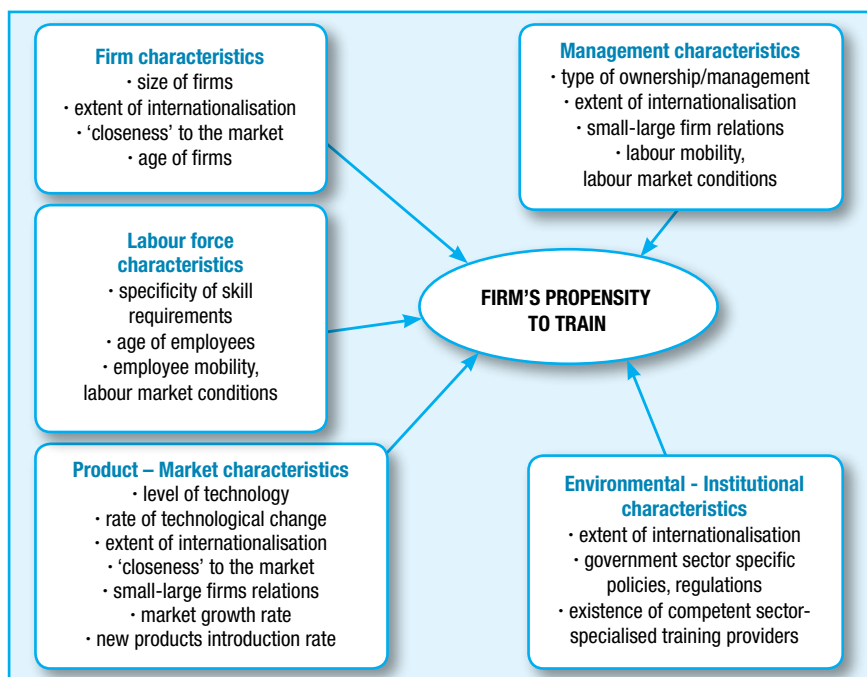 Firm characteristics
· size of firms
· extent of internationalisation
· ‘closeness’ to the market
· age of firms
Management characteristics
· type of ownership/management
· extent of internationalisation
· small-large firm relations
· labour mobility,
labour market conditions
Labour force
characteristics
· specificity of skill
requirements
· age of employees
· employee mobility,
labour market conditions
FIRM’S PROPENSITY
TO TRAIN
Product – Market characteristics
· level of technology
· rate of technological change
· extent of internationalisation
· ‘closeness’ to the market
· small-large firms relations
· market growth rate
· new products introduction rate
Environmental - Institutional
characteristics
· extent of internationalisation
· government sector specific
policies, regulations
· existence of competent sector-
specialised training providers